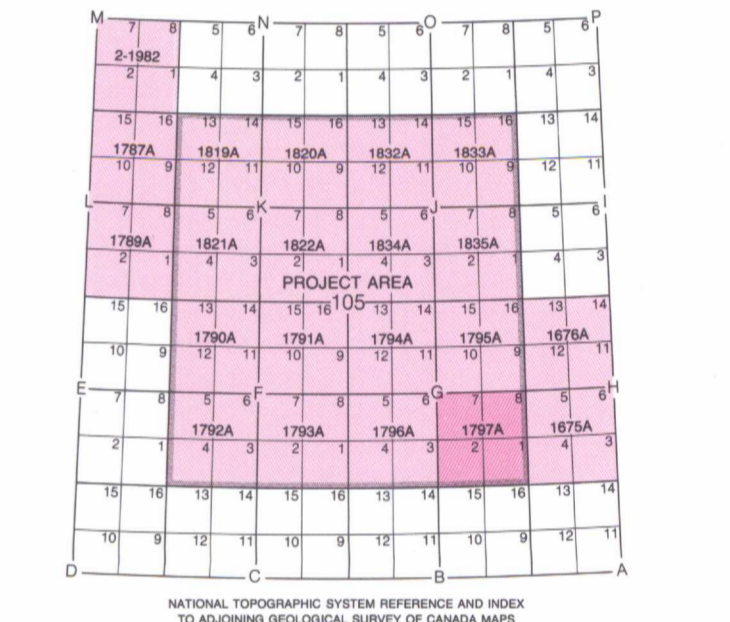 M 7 8 5 6 N 7 8 5 6 O 7 8 5 6 P
2-1982
2 1 4 3 2 1 4 3 2 1 4 3
15 16 13 14 15 16 13 14 15 16 13 14
1787A 1819A 1820A 1832A 1833A
10 9 12 11 10 9 12 11 10 9 12 11
L 7 8 5 6 K 7 8 5 6 J 7 8 5 6 I
1789A 1821A 1822A 1834A 1835A
2 1 4 3 2 1 4 3 2 1 4 3
PROJECT AREA
15 16 13 14 15 16 105 13 14 15 16 13 14
1790A 1791A 1794A 1795A 1676A
10 9 12 11 10 9 12 11 10 9 12 11
E 7 8 5 6 F 7 8 5 6 G 7 8 5 6 H
1792A 1793A 1796A 1797A 1675A
2 1 4 3 2 1 4 3 2 1 4 3
15 16 13 14 15 16 13 14 15 16 13 14
10 9 12 11 10 9 12 11 10 9 12 11
D C B A
NATIONAL TOPOGRAPHIC SYSTEM REFERENCE AND INDEX
TO ADJOINING GEOLOGICAL SURVEY OF CANADA MAPS